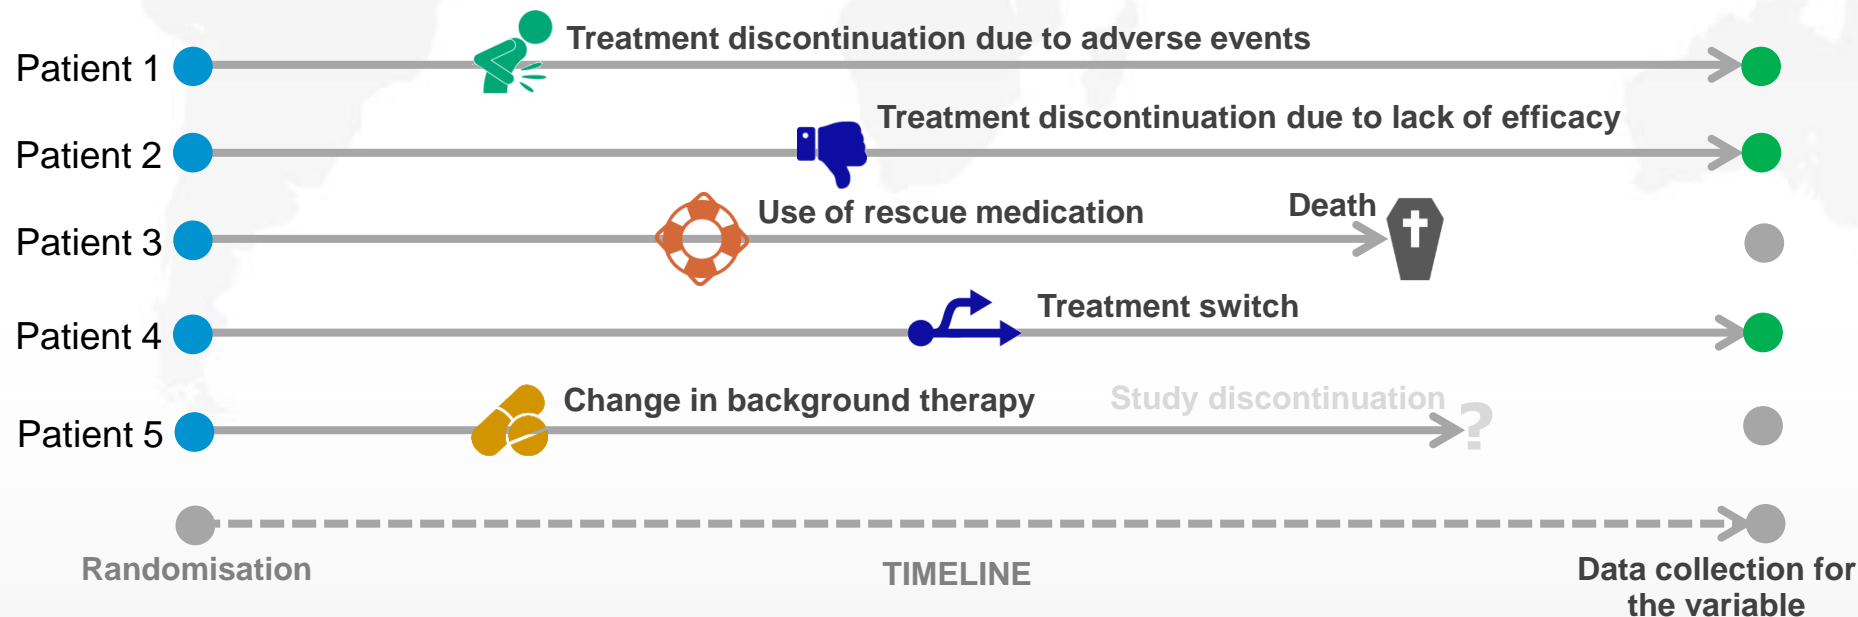 Treatment discontinuation due to adverse events
Patient 1
Treatment discontinuation due to lack of efficacy
Patient 2
Use of rescue medication
Death
Patient 3
Treatment switch
Patient 4
Change in background therapy
Study discontinuation
?
Patient 5
Randomisation
TIMELINE
Data collection for
the variable